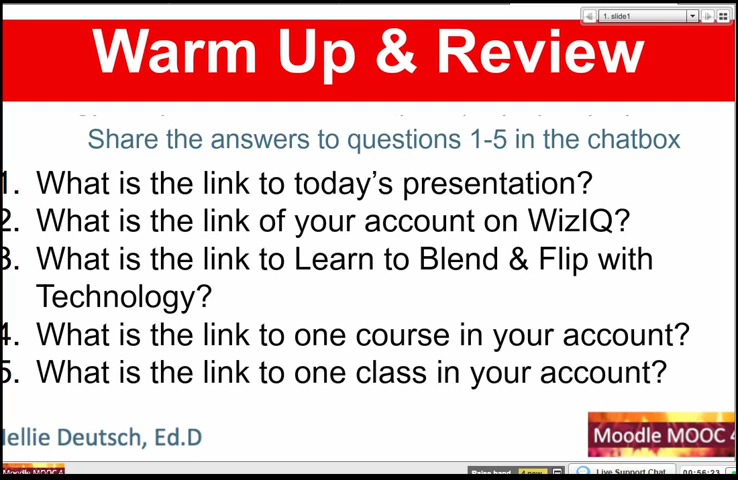 1. slide1
Warm Up & Review
Share the answers to questions 1-5 in the chatbox
1. What is the link to today's presentation?
2. What is the link of your account on WizIQ?
3. What is the link to Learn to Blend & Flip with
Technology?
4. What is the link to one course in your account?
5. What is the link to one class in your account?
Nellie Deutsch, Ed.D
Moodle MOOC 4
Moodle MOOC 4
Raise hand
Live Support Chat
00:56:23